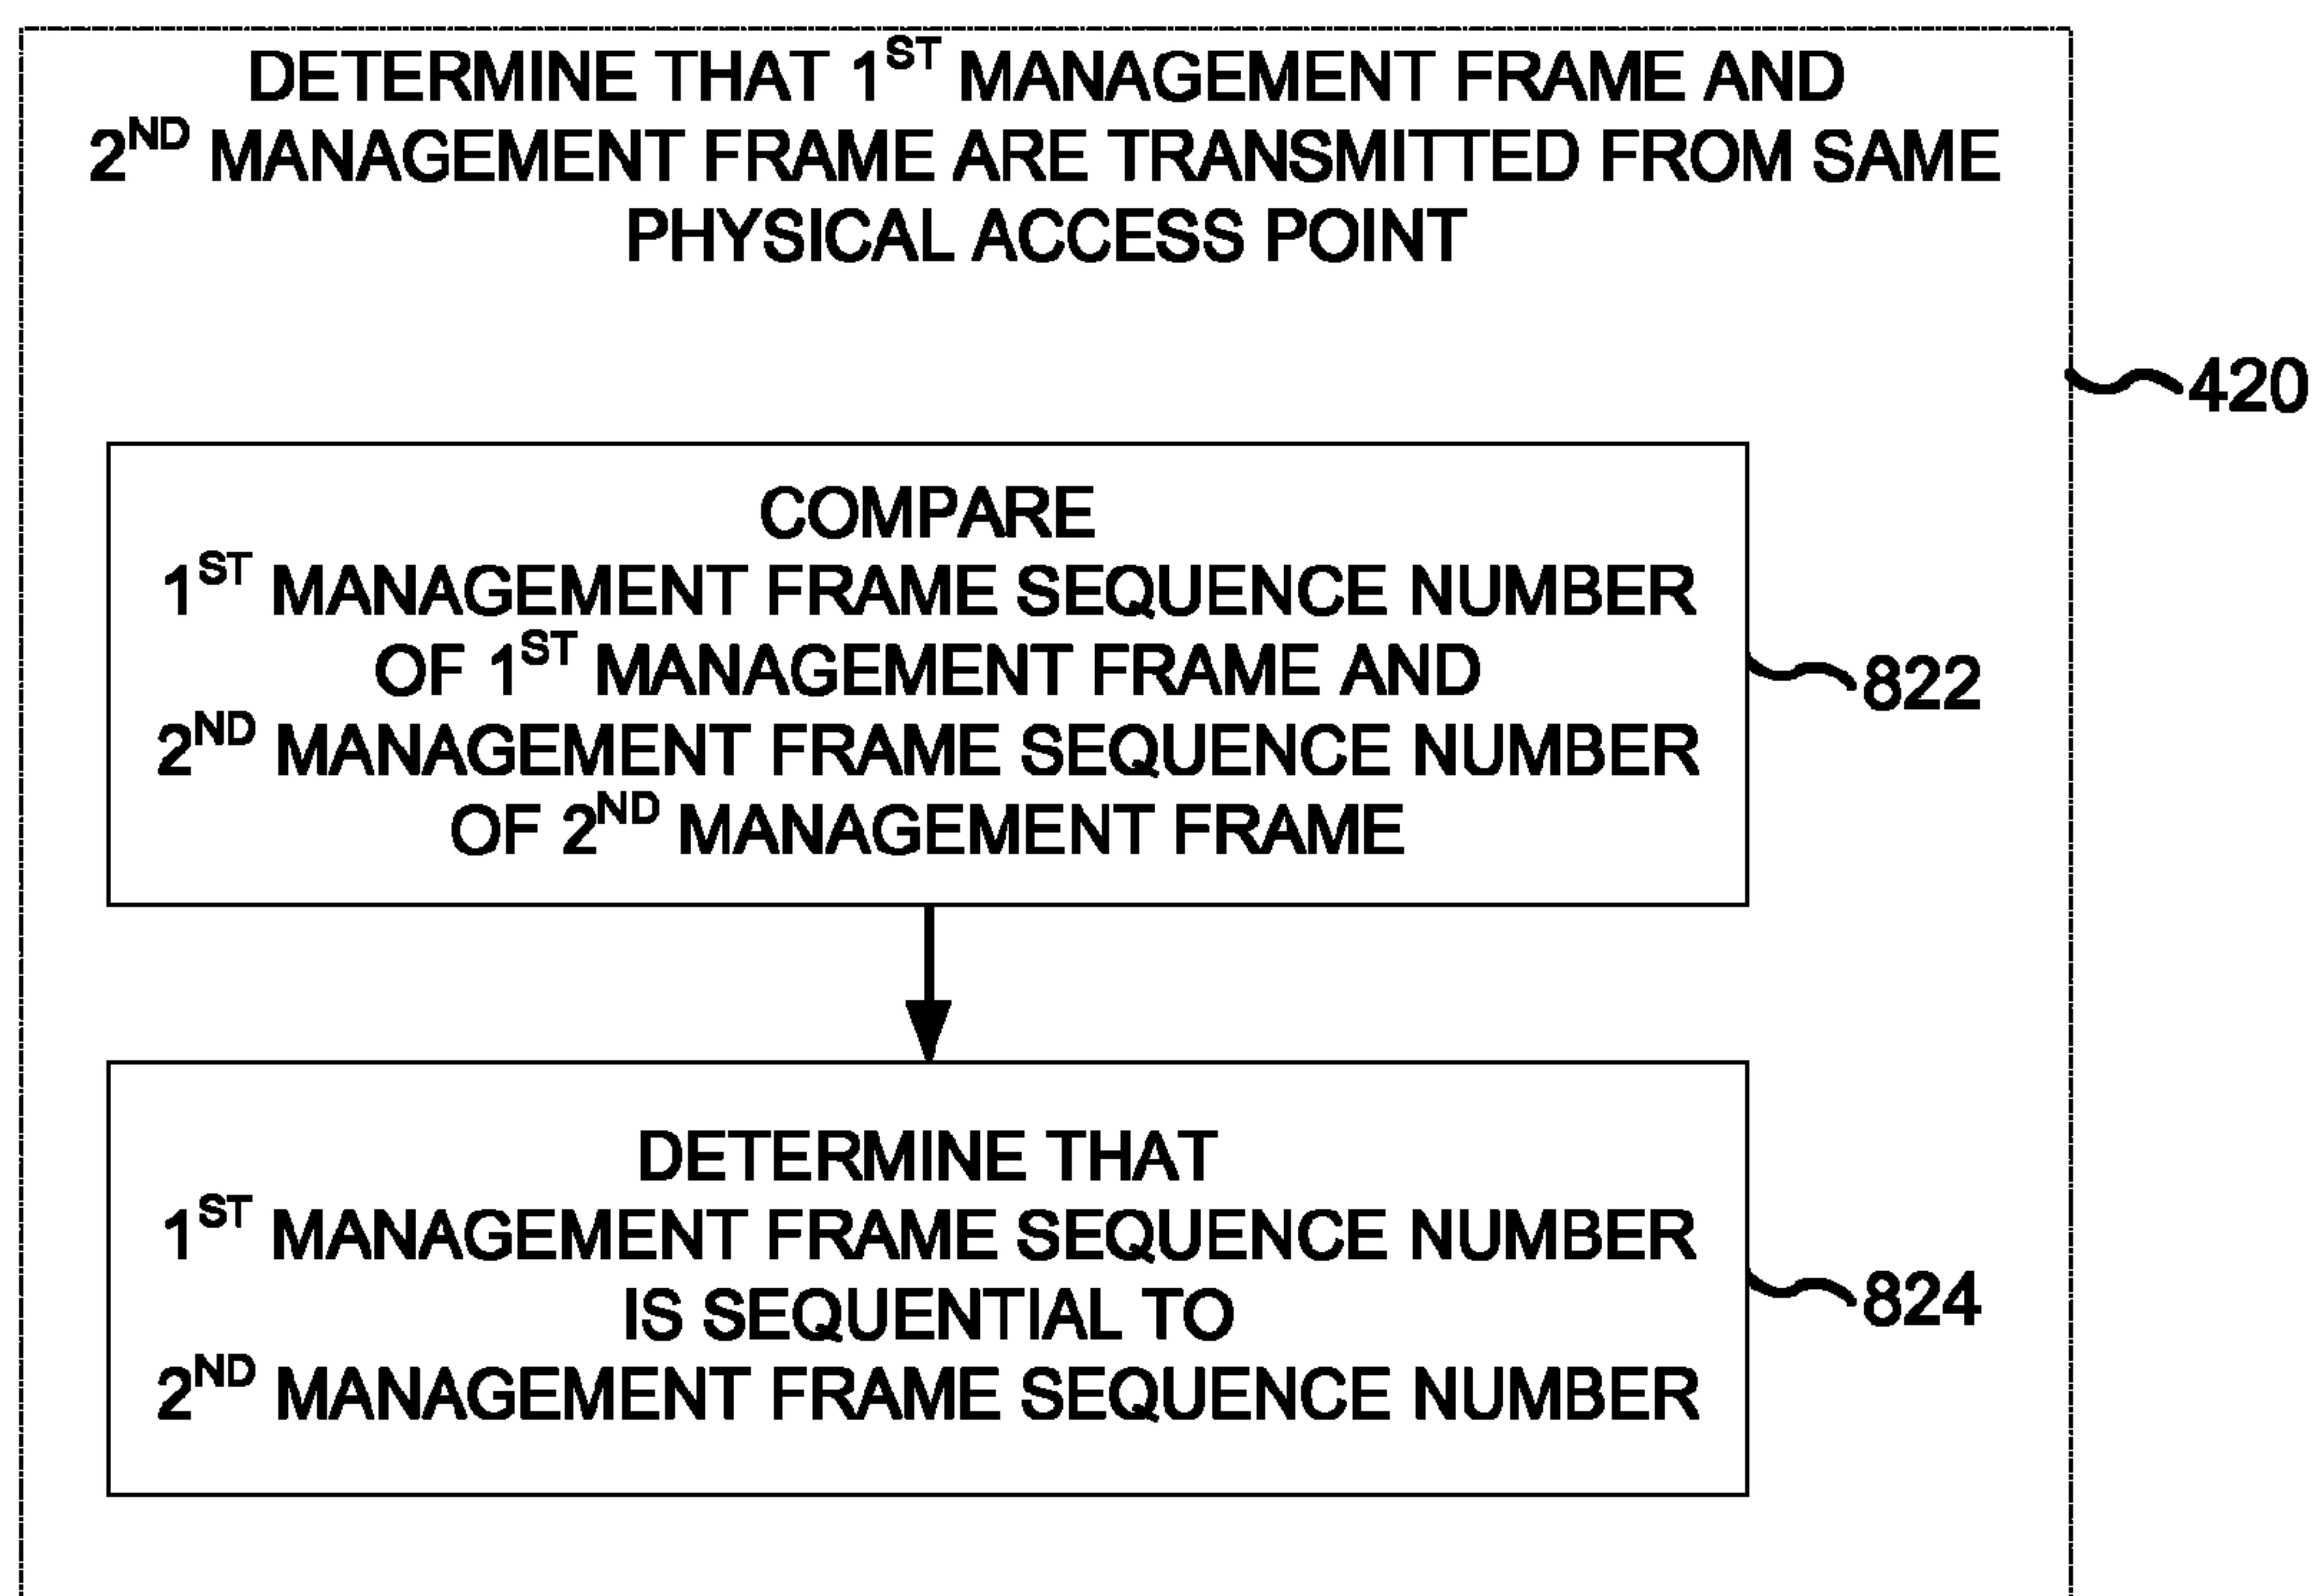 DETERMINE THAT 1ST MANAGEMENT FRAME AND
2ND MANAGEMENT FRAME ARE TRANSMITTED FROM SAME
PHYSICAL ACCESS POINT
420
COMPARE
1ST MANAGEMENT FRAME SEQUENCE NUMBER
OF 1ST MANAGEMENT FRAME AND
2ND MANAGEMENT FRAME SEQUENCE NUMBER
OF 2ND MANAGEMENT FRAME
822
DETERMINE THAT
1ST MANAGEMENT FRAME SEQUENCE NUMBER
IS SEQUENTIAL TO
2ND MANAGEMENT FRAME SEQUENCE NUMBER
824